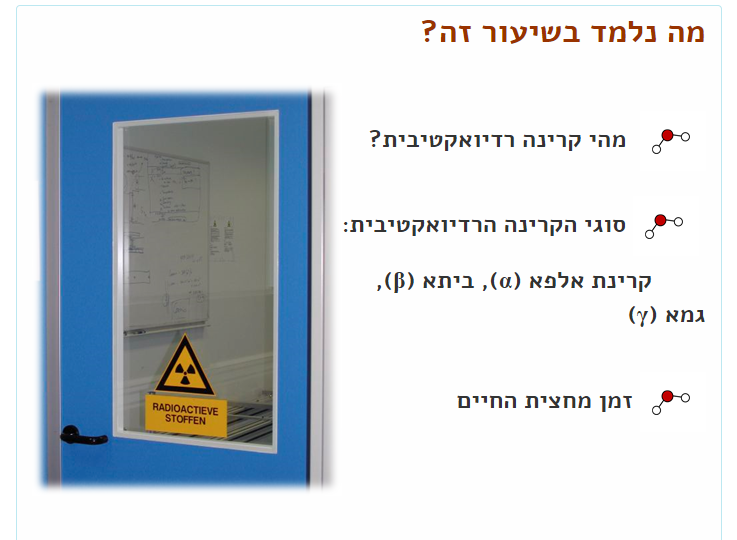 מה נלמד בשיעור זה?
מהי קרינה רדיואקטיבית?
סוגי הקרינה הרדיואקטיבית:
קרינת אלפא (α), ביתא (β),
גמא (γ)
זמן מחצית החיים
RADIOACTIEVE
STOFFEN